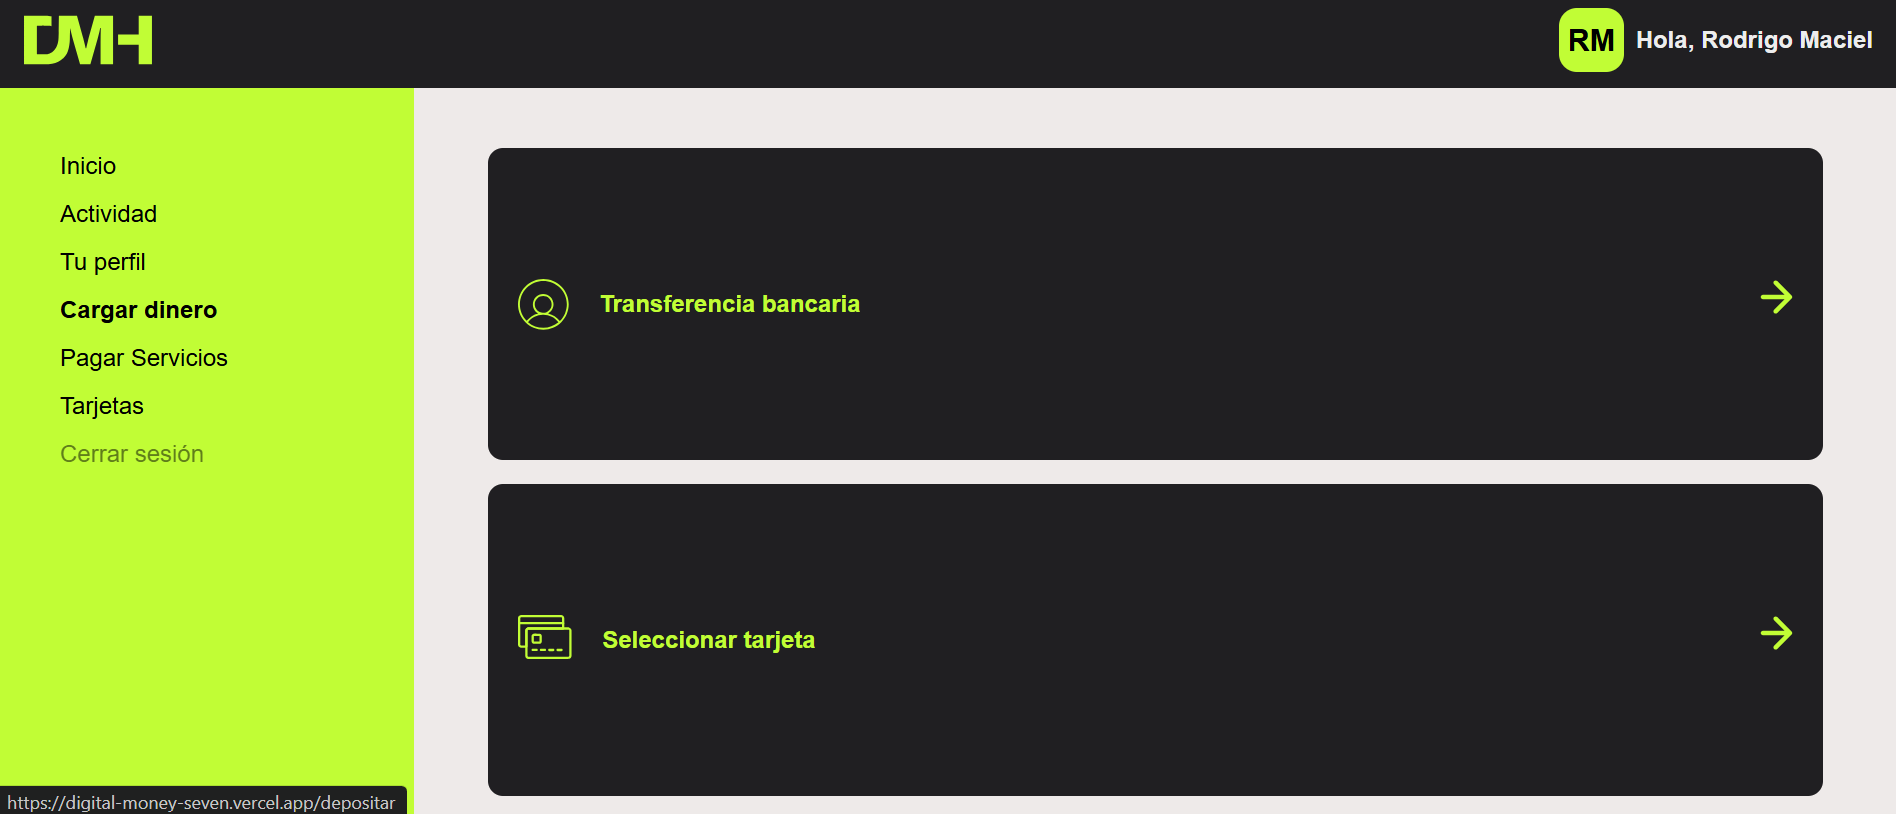 DMH
RM Hola, Rodrigo Maciel
Inicio
Actividad
Tu perfil
Cargar dinero
Pagar Servicios
Tarjetas
Cerrar sesión
Transferencia bancaria
Seleccionar tarjeta
https://digital-money-seven.vercel.app/depositar